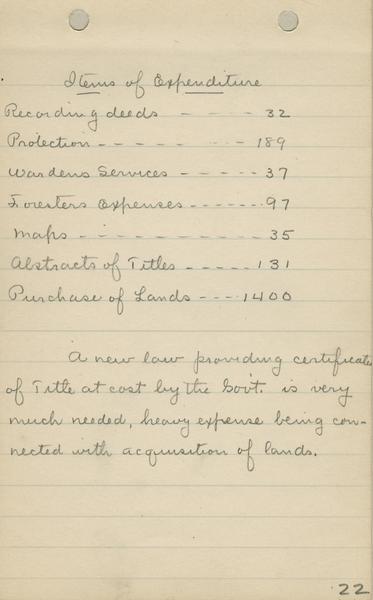 Items of Expenditure
Recording deeds - - - - 32
Protection - - - - - - - - 189
Wardens Services - - - - - 37
Foresters Expenses - - - - - - 97
Maps - - - - - - - - - - 35
Abstracts of Titles - - - - - 131
Purchase of Lands - - - - 1400
A new law providing certificate
of Title at cost by the Govt. is very
much needed, heavy expense being con-
nected with acquisition of lands.
22